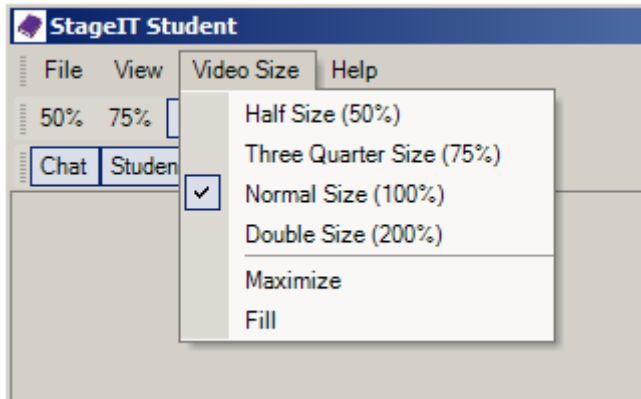 StageIT Student
File View Video Size Help
50% 75%
Half Size (50%)
Three Quarter Size (75%)
Chat Studen
Normal Size (100%)
Double Size (200%)
Maximize
Fill